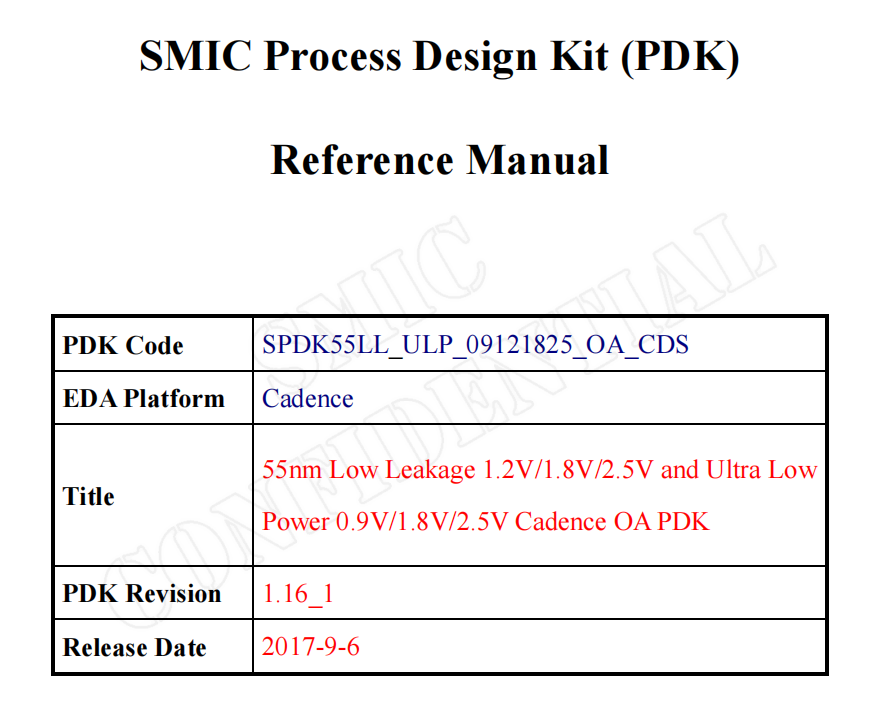 SMIC Process Design Kit (PDK)
Reference Manual
SMIC
CONFIDENTIAL
PDK Code SPDK55LL_ULP_09121825_OA_CDS
EDA Platform Cadence
Title 55nm Low Leakage 1.2V/1.8V/2.5V and Ultra Low
Power 0.9V/1.8V/2.5V Cadence OA PDK
PDK Revision 1.16_1
Release Date 2017-9-6